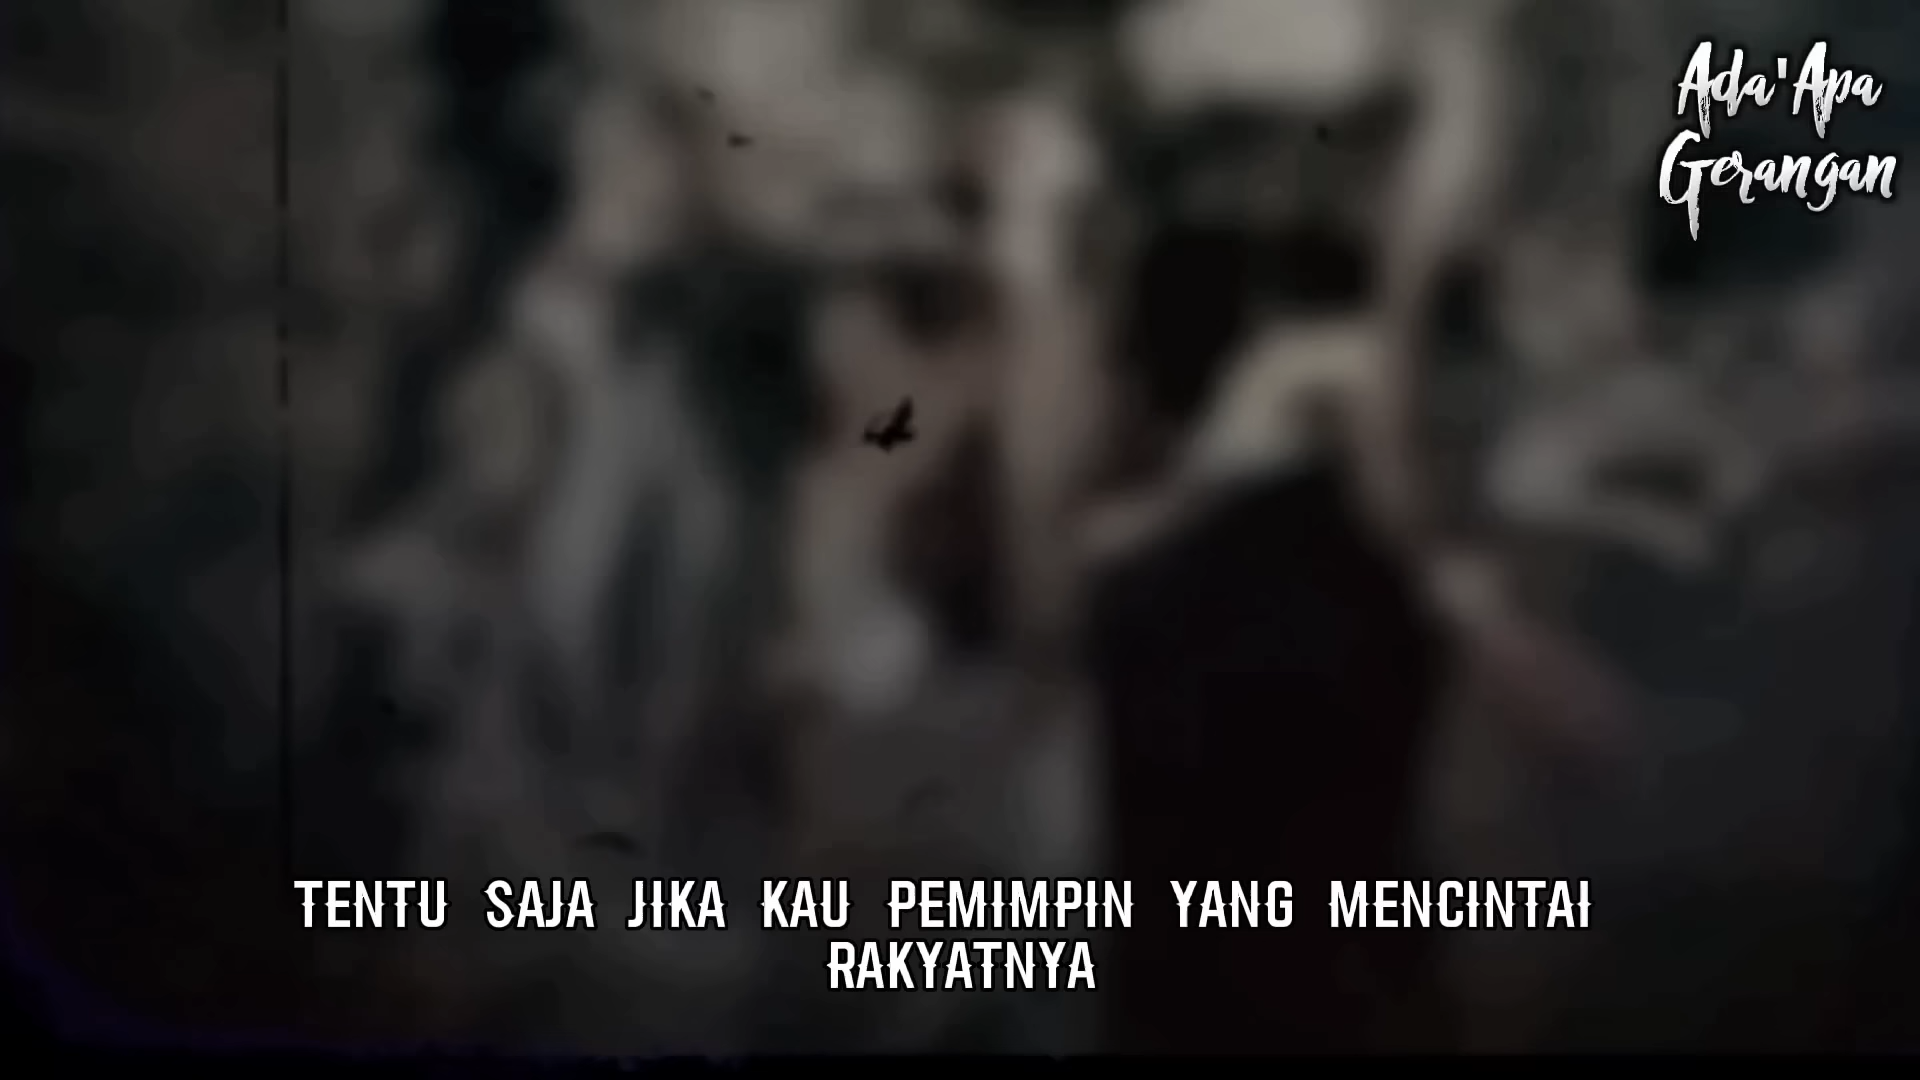 Ada'Apa
Gerangan
TENTU SAJA JIKA KAU PEMIMPIN YANG MENCINTAI
RAKYATNYA